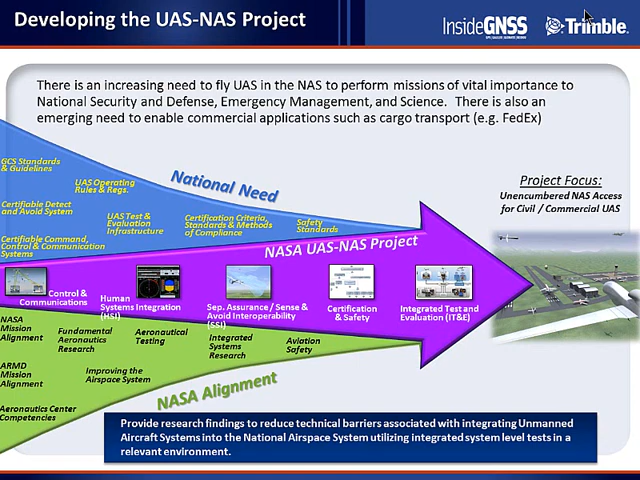 Developing the UAS-NAS Project
InsideGNSS
Trimble
There is an increasing need to fly UAS in the NAS to perform missions of vital importance to
National Security and Defense, Emergency Management, and Science. There is also an
emerging need to enable commercial applications such as cargo transport (e.g. FedEx)
GCS Standards
& Guidelines
UAS Operating
Rules & Regs.
National Need
Certifiable Detect
and Avoid System
UAS Test &
Evaluation
Infrastructure
Certification Criteria,
Standards & Methods
of Compliance
Safety
Standards
Certifiable Command,
Control & Communication
Systems
Project Focus:
Unencumbered NAS Access
for Civil / Commercial UAS
NASA UAS-NAS Project
Control &
Communications
Human
Systems Integration
(HSI)
Sep. Assurance / Sense &
Avoid Interoperability
(SSI)
Certification
& Safety
Integrated Test and
Evaluation (IT&E)
NASA
Mission
Alignment
Fundamental
Aeronautics
Research
Aeronautical
Testing
Integrated
Systems
Research
Aviation
Safety
ARMD
Mission
Alignment
Improving the
Airspace System
Aeronautics Center
Competencies
NASA Alignment
Provide research findings to reduce technical barriers associated with integrating Unmanned
Aircraft Systems into the National Airspace System utilizing integrated system level tests in a
relevant environment.